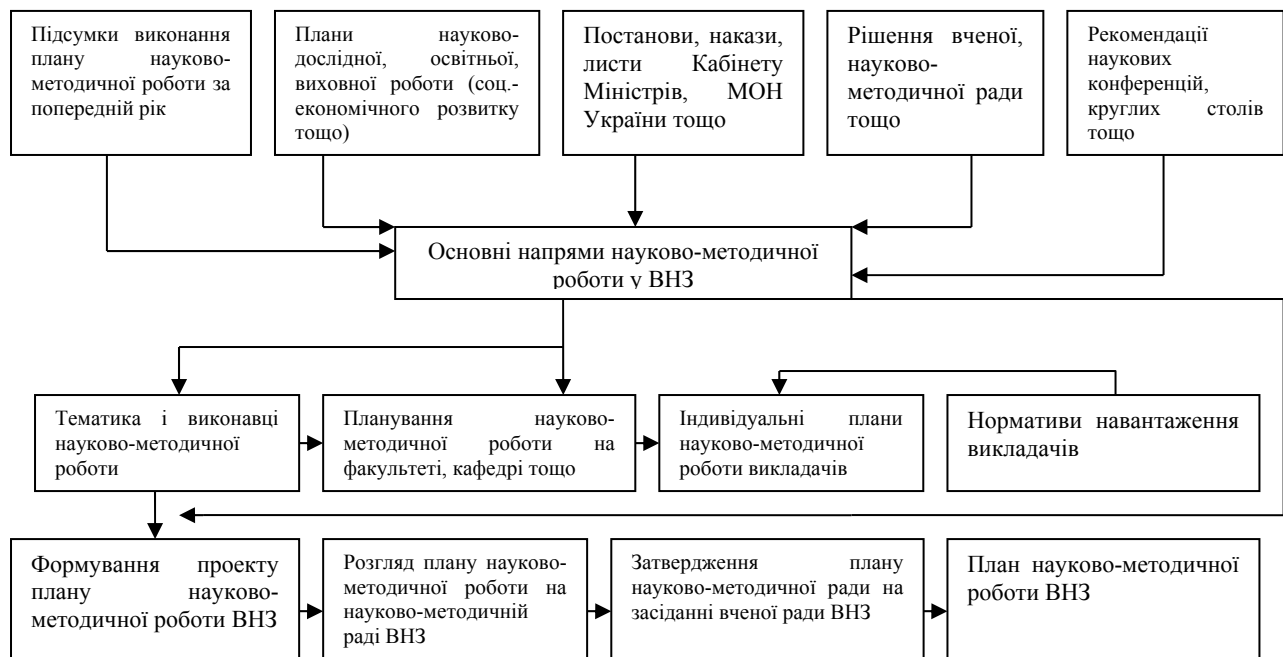 Підсумки виконання
плану науково-
методичної роботи за
попередній рік
Плани науково-
дослідної, освітньої,
виховної роботи (соц.-
економічного розвитку
тощо)
Постанови, накази,
листи Кабінету
Міністрів, МОН
України тощо
Рішення вченої,
науково-
методичної ради
тощо
Рекомендації
наукових
конференцій,
круглих столів
тощо
Основні напрями науково-методичної
роботи у ВНЗ
Тематика і виконавці
науково-методичної
роботи
Планування науково-
методичної роботи на
факультеті, кафедрі тощо
Індивідуальні плани
науково-методичної
роботи викладачів
Нормативи навантаження
викладачів
Формування проекту
плану науково-
методичної роботи ВНЗ
Розгляд плану науково-
методичної роботи на
науково-методичній
раді ВНЗ
Затвердження плану
науково-методичної ради на
засіданні вченої ради ВНЗ
План науково-методичної
роботи ВНЗ